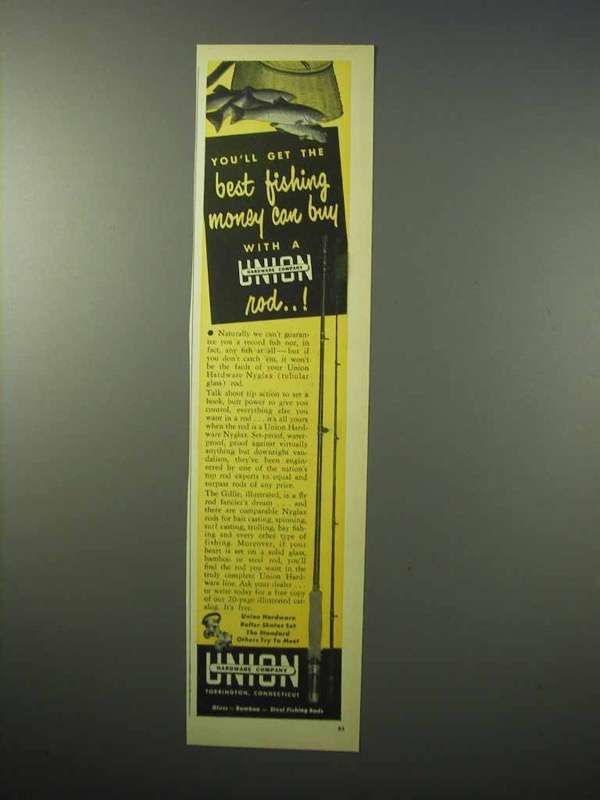 YOU'LL GET THE
best fishing
money can buy
WITH A
UNION
HARDWARE COMPANY
rod..!
● Naturally we can't guaran-
tee you a record fish nor, in
fact, any fish at all—but if
you don't catch 'em, it won't
be the fault of your Union
Hardware Nyglax (tubular
glass) rod.
Talk about tip action to set a
hook, butt power to give you
control, everything else you
want in a rod . . . it's all yours
when the rod is a Union Hard-
ware Nyglax. Set-proof, water-
proof, proof against virtually
anything but downright van-
dalism, they've been engin-
eered by one of the nation's
top rod experts to equal and
surpass rods of any price.
The Gillie, illustrated, is a fly
rod fancier's dream . . . and
there are comparable Nyglax
rods for bait casting, spinning,
surf casting, trolling, bay fish-
ing and every other type of
fishing. Moreover, if your
heart is set on a solid glass,
bamboo or steel rod, you'll
find the rod you want in the
truly complete Union Hard-
ware line. Ask your dealer . . .
or write today for a free copy
of our 20-page illustrated cat-
alog. It's free.
Union Hardware
Roller Skates Set
The Standard
Others Try To Meet
UNION
HARDWARE COMPANY
TORRINGTON, CONNECTICUT
Glass — Bamboo — Steel Fishing Rods